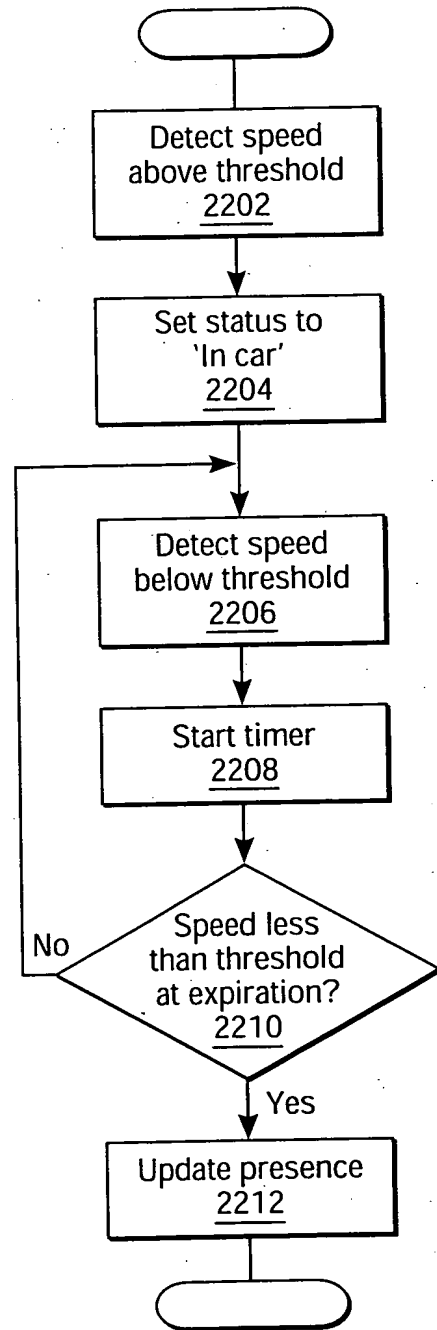 Detect speed
above threshold
2202
Set status to
'In car'
2204
Detect speed
below threshold
2206
Start timer
2208
Speed less
than threshold
at expiration?
2210
No
Yes
Update presence
2212